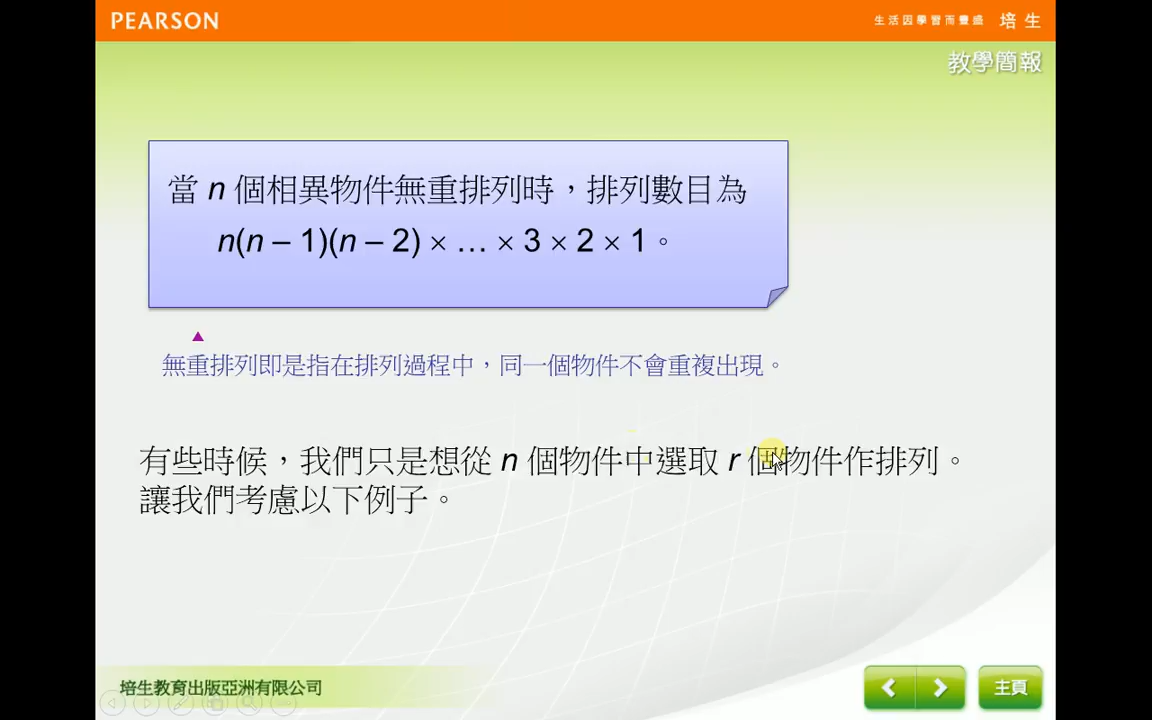 PEARSON
生活因學習而豐盛 培生
教學簡報
當 n 個相異物件無重排列時，排列數目為
n(n – 1)(n – 2) × … × 3 × 2 × 1。
無重排列即是指在排列過程中，同一個物件不會重複出現。
有些時候，我們只是想從 n 個物件中選取 r 個物件作排列。
讓我們考慮以下例子。
培生教育出版亞洲有限公司
主頁